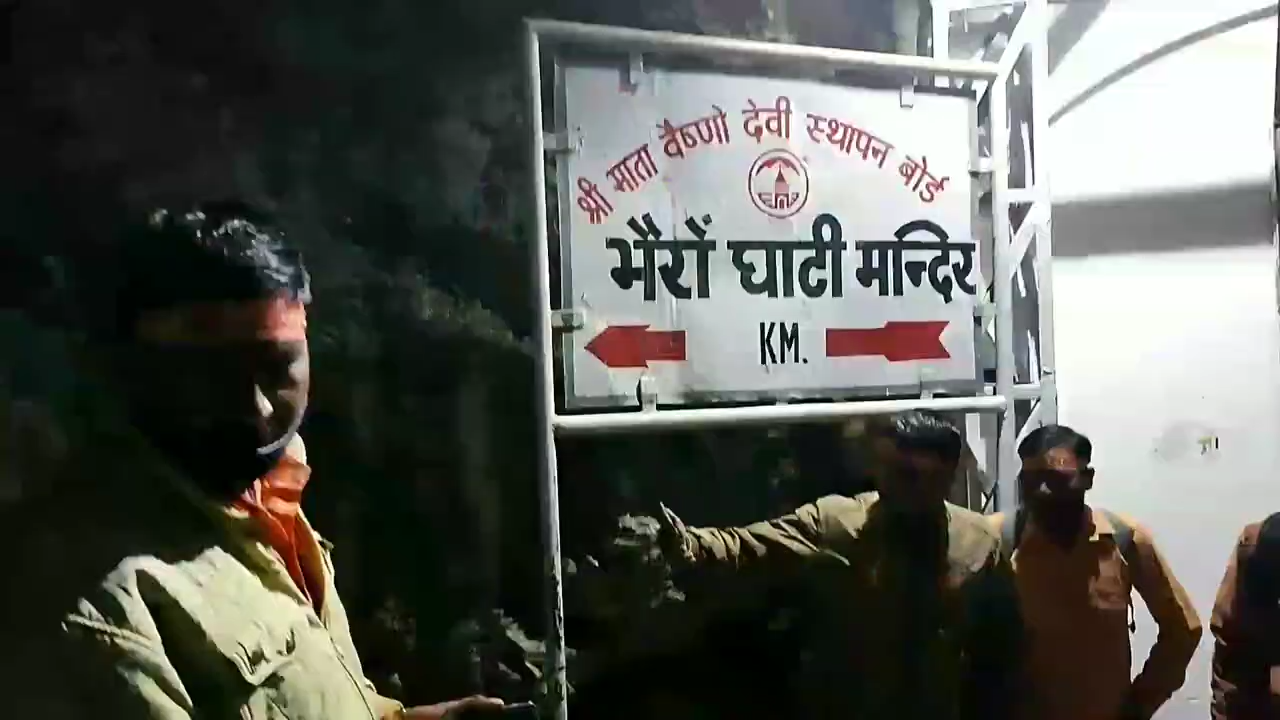 श्री माता वैष्णो देवी स्थापन बोर्ड
भैरों घाटी मन्दिर
KM.